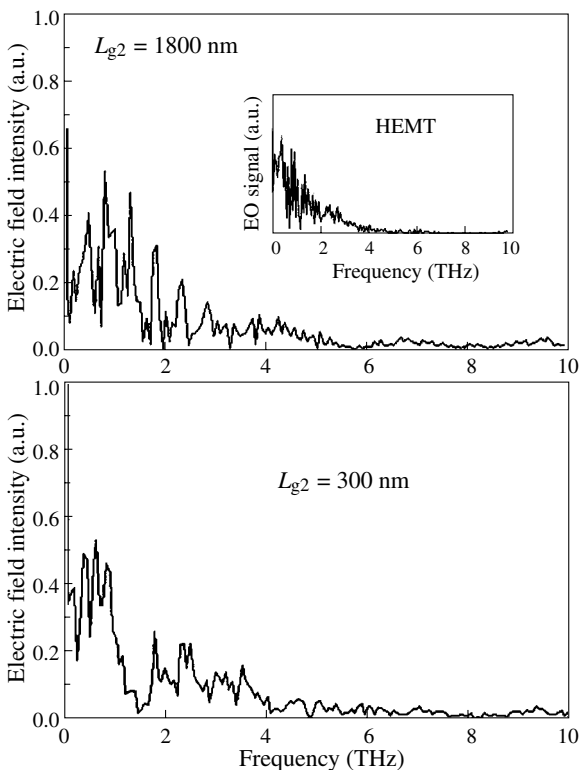 1.0
L_g2 = 1800 nm
0.8
HEMT
0.6
0.4
0.2
0.0
Electric field intensity (a.u.)
EO signal (a.u.)
0 2 4 6 8 10
Frequency (THz)
0 2 4 6 8 10
1.0
0.8
L_g2 = 300 nm
0.6
0.4
0.2
0.0
Electric field intensity (a.u.)
0 2 4 6 8 10
Frequency (THz)